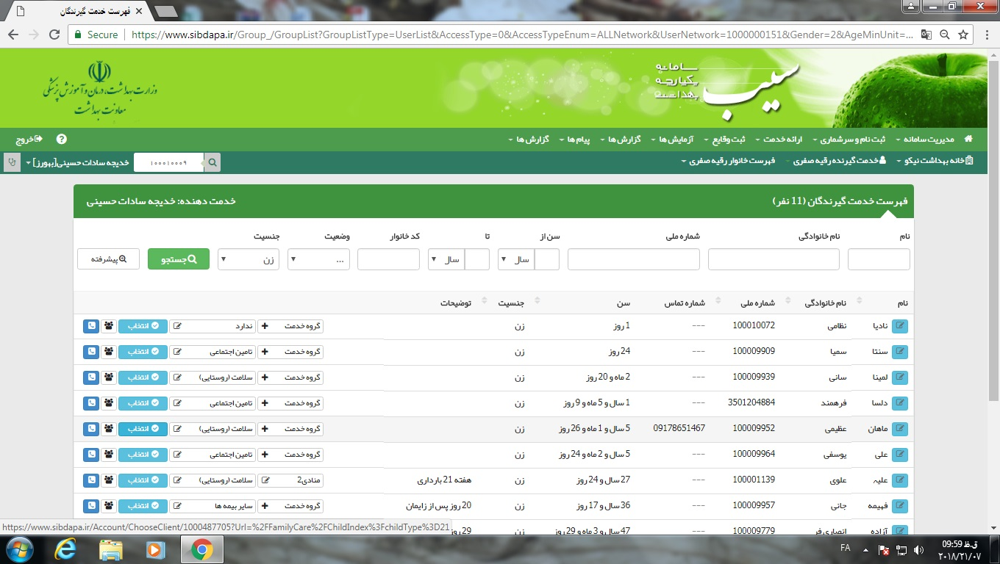 فهرست خدمت گیرندگان
Secure | https://www.sibdapa.ir/Group_/GroupList?GroupListType=UserList&AccessType=0&AccessTypeEnum=ALLNetwork&UserNetwork=1000000151&Gender=2&AgeMinUnit=...
سامانه یکپارچه بهداشت
سیب
وزارت بهداشت، درمان و آموزش پزشکی
معاونت بهداشت
مدیریت سامانه ثبت نام و سرشماری ارائه خدمت ثبت وقایع آزمایش ها گزارش ها پیام ها گزارش ها ? خروج
خانه بهداشت نیکو خدمت گیرنده رقیه صفری فهرست خانوار رقیه صفری ۱۰۰۰۱۰۰۰۹ خدیجه سادات حسینی[بهورز]
فهرست خدمت گیرندگان (11 نفر) خدمت دهنده: خدیجه سادات حسینی
نام نام خانوادگی شماره ملی سن از تا کد خانوار وضعیت جنسیت
سال سال ... زن جستجو پیشرفته
نام نام خانوادگی شماره ملی شماره تماس سن جنسیت توضیحات
نادیا نظامی 100010072 --- 1 روز زن گروه خدمت ندارد انتخاب
سنتا سمیا 100009909 --- 24 روز زن گروه خدمت تامین اجتماعی انتخاب
لمینا سانی 100009939 --- 2 ماه و 20 روز زن گروه خدمت سلامت (روستایی) انتخاب
دلسا فرهمند 3501204884 --- 1 سال و 5 ماه و 9 روز زن گروه خدمت تامین اجتماعی انتخاب
ماهان عظیمی 100009952 09178651467 5 سال و 1 ماه و 26 روز زن گروه خدمت سلامت (روستایی) انتخاب
علی یوسفی 100009964 --- 5 سال و 2 ماه و 24 روز زن گروه خدمت تامین اجتماعی انتخاب
علیه علوی 100001139 --- 27 سال و 24 روز زن هفته 21 بارداری منادی2 سلامت (روستایی) انتخاب
فهیمه جانی 100009957 --- 36 سال و 17 روز زن 20 روز پس از زایمان گروه خدمت سایر بیمه ها انتخاب
آزاده انصاری فر 100009779 --- 47 سال و 3 ماه و 29 روز زن 29 روز
https://www.sibdapa.ir/Account/ChooseClient/1000487705?Url=%2FFamilyCare%2FChildIndex%3FchildType%3D21
FA
09:59 ق.ظ
۲۰۱۸/۲۱/۰۷